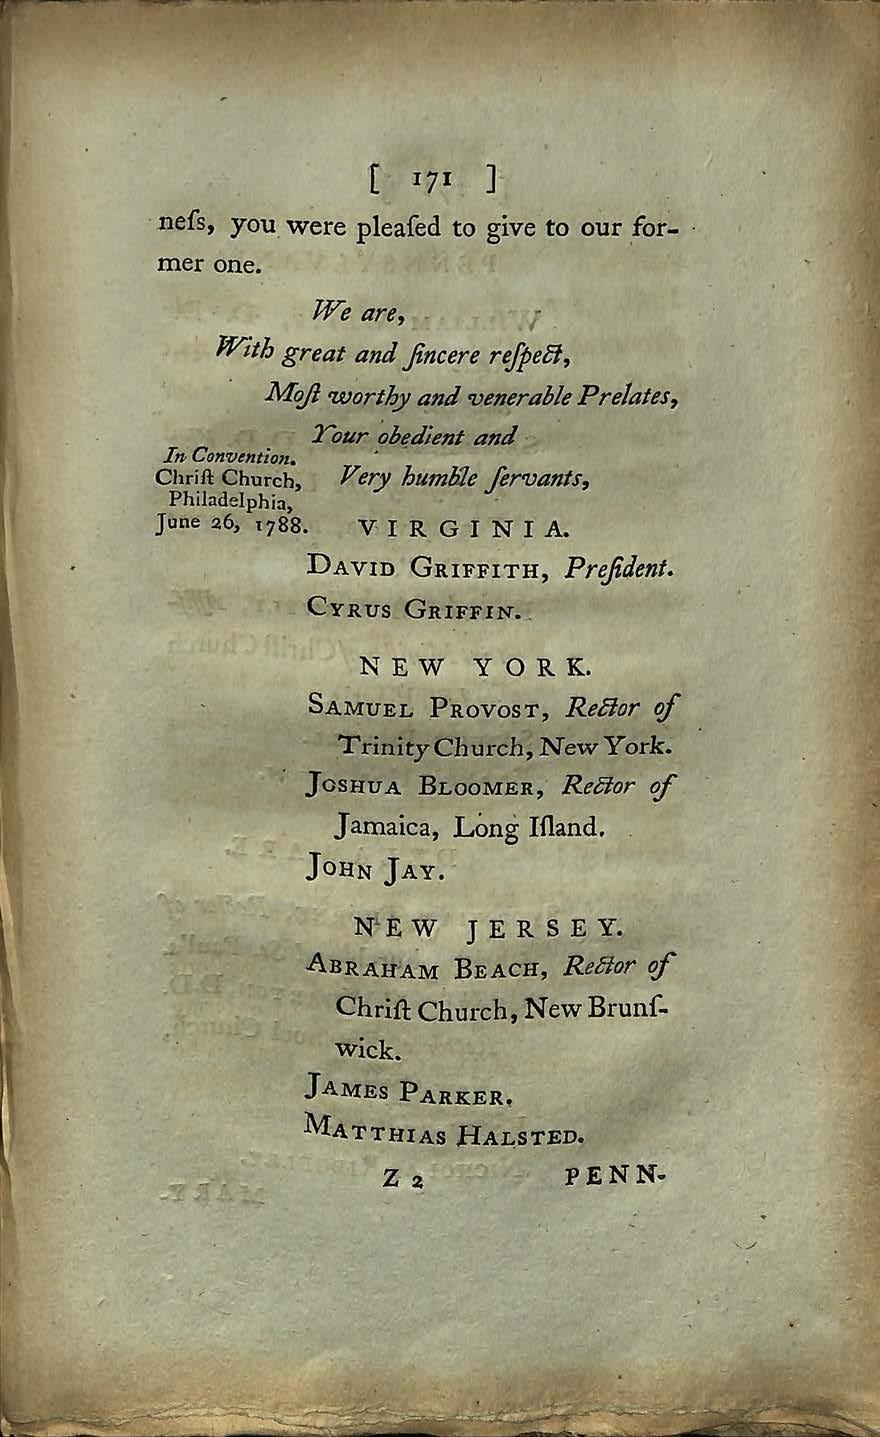 [ 171 ]
neſs, you were pleaſed to give to our for-
mer one.
We are,
With great and ſincere reſpect,
Moſt worthy and venerable Prelates,
Your obedient and
In Convention.
Chriſt Church,
Very humble ſervants,
Philadelphia,
June 26, 1788.
VIRGINIA.
DAVID GRIFFITH, Preſident.
CYRUS GRIFFIN.
NEW YORK.
SAMUEL PROVOST, Rector of
Trinity Church, New York.
JOSHUA BLOOMER, Rector of
Jamaica, Long Iſland.
JOHN JAY.
NEW JERSEY.
ABRAHAM BEACH, Rector of
Chriſt Church, New Brunſ-
wick.
JAMES PARKER.
MATTHIAS HALSTED.
Z 2 PENN-